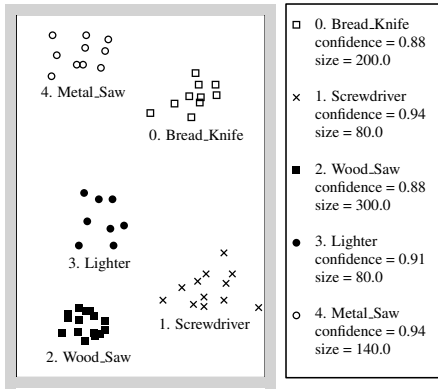 4. Metal_Saw
0. Bread_Knife
3. Lighter
1. Screwdriver
2. Wood_Saw
0. Bread_Knife
confidence = 0.88
size = 200.0
1. Screwdriver
confidence = 0.94
size = 80.0
2. Wood_Saw
confidence = 0.88
size = 300.0
3. Lighter
confidence = 0.91
size = 80.0
4. Metal_Saw
confidence = 0.94
size = 140.0